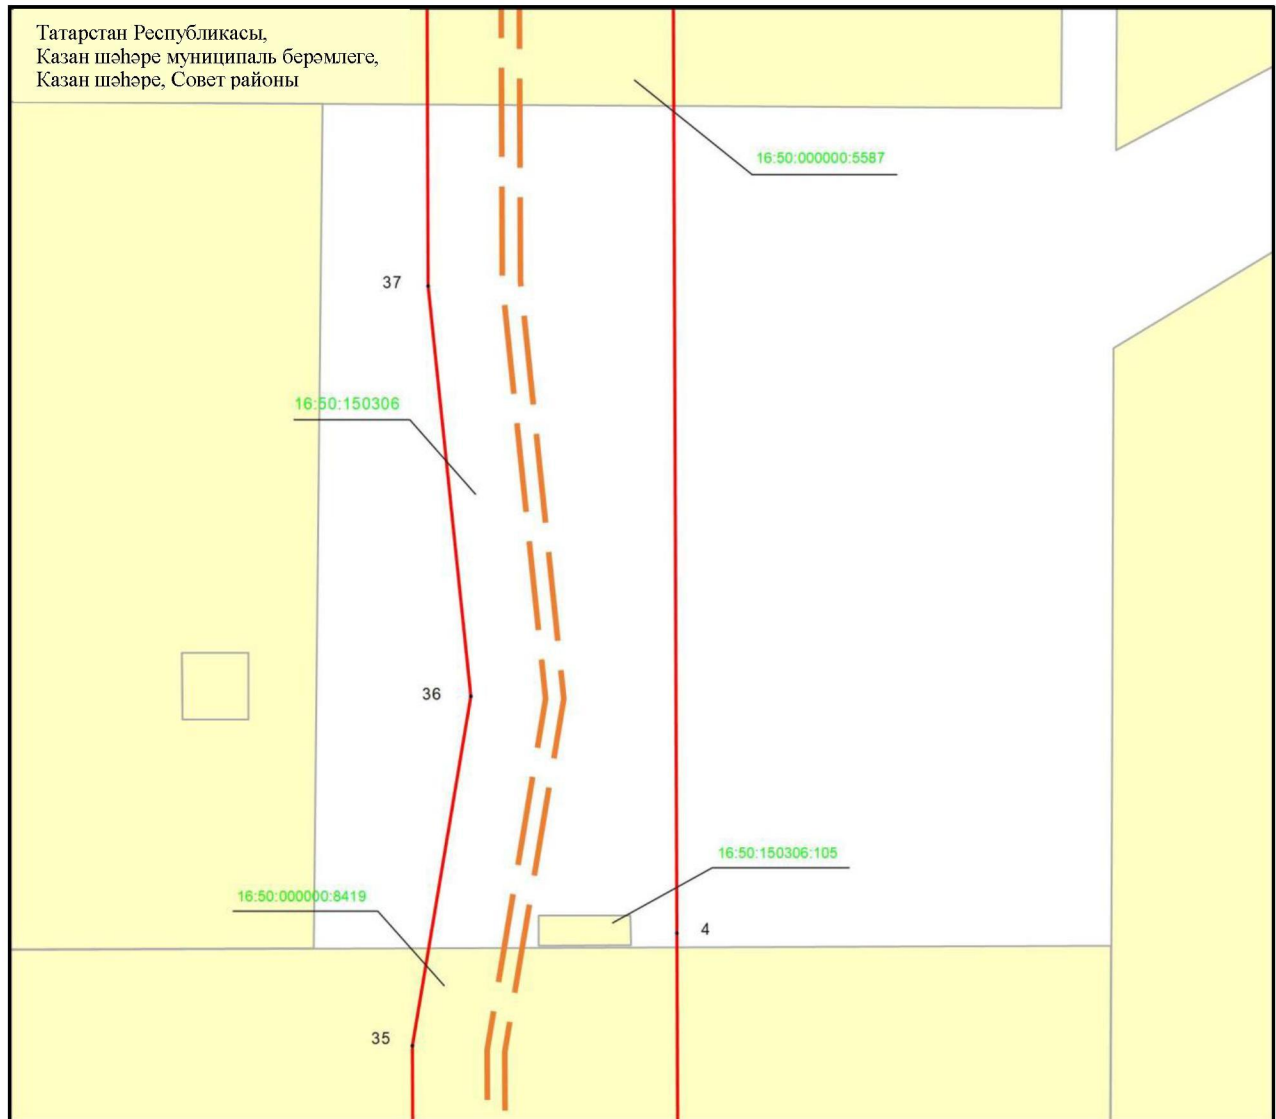 Татарстан Республикасы,
Казан шәһәре муниципаль берәмлеге,
Казан шәһәре, Совет районы
16:50:000000:5587
37
16:50:150306
36
16:50:150306:105
16:50:000000:8419
4
35